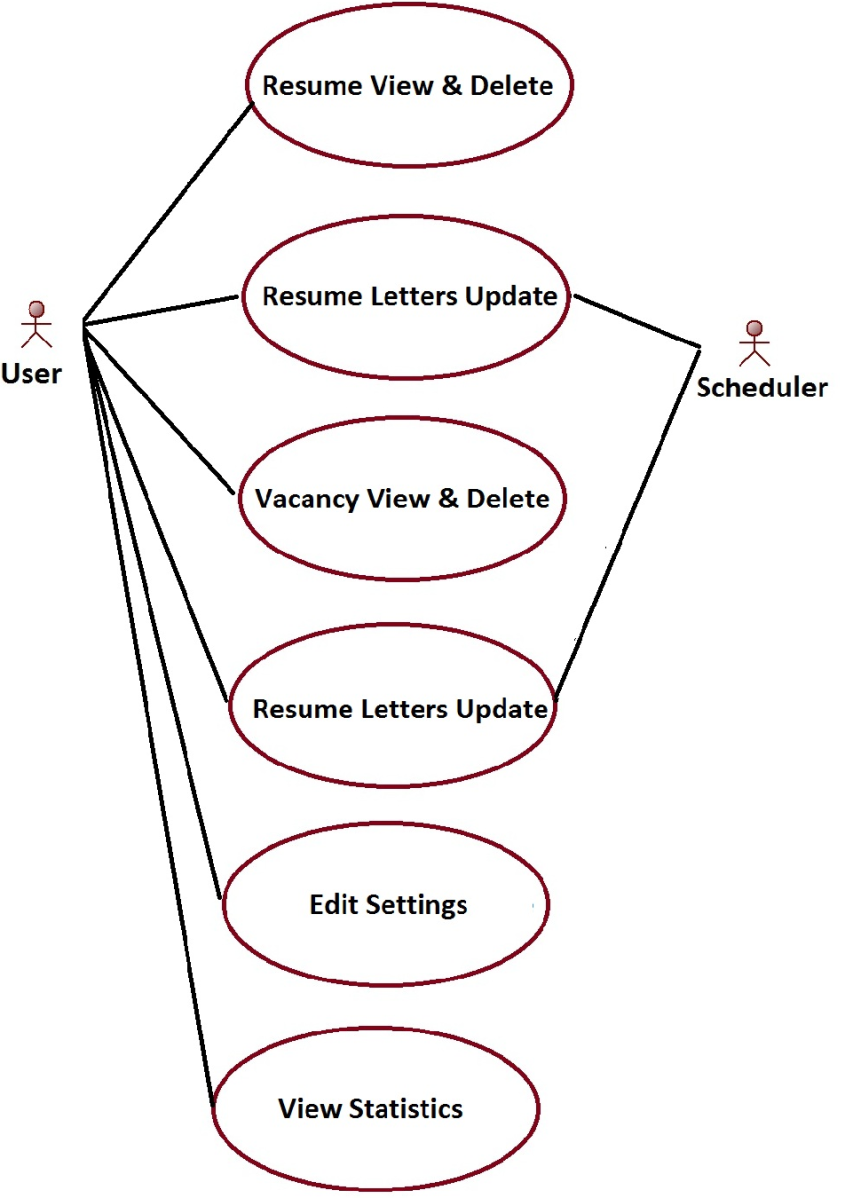 Resume View & Delete
Resume Letters Update
User
Scheduler
Vacancy View & Delete
Resume Letters Update
Edit Settings
View Statistics